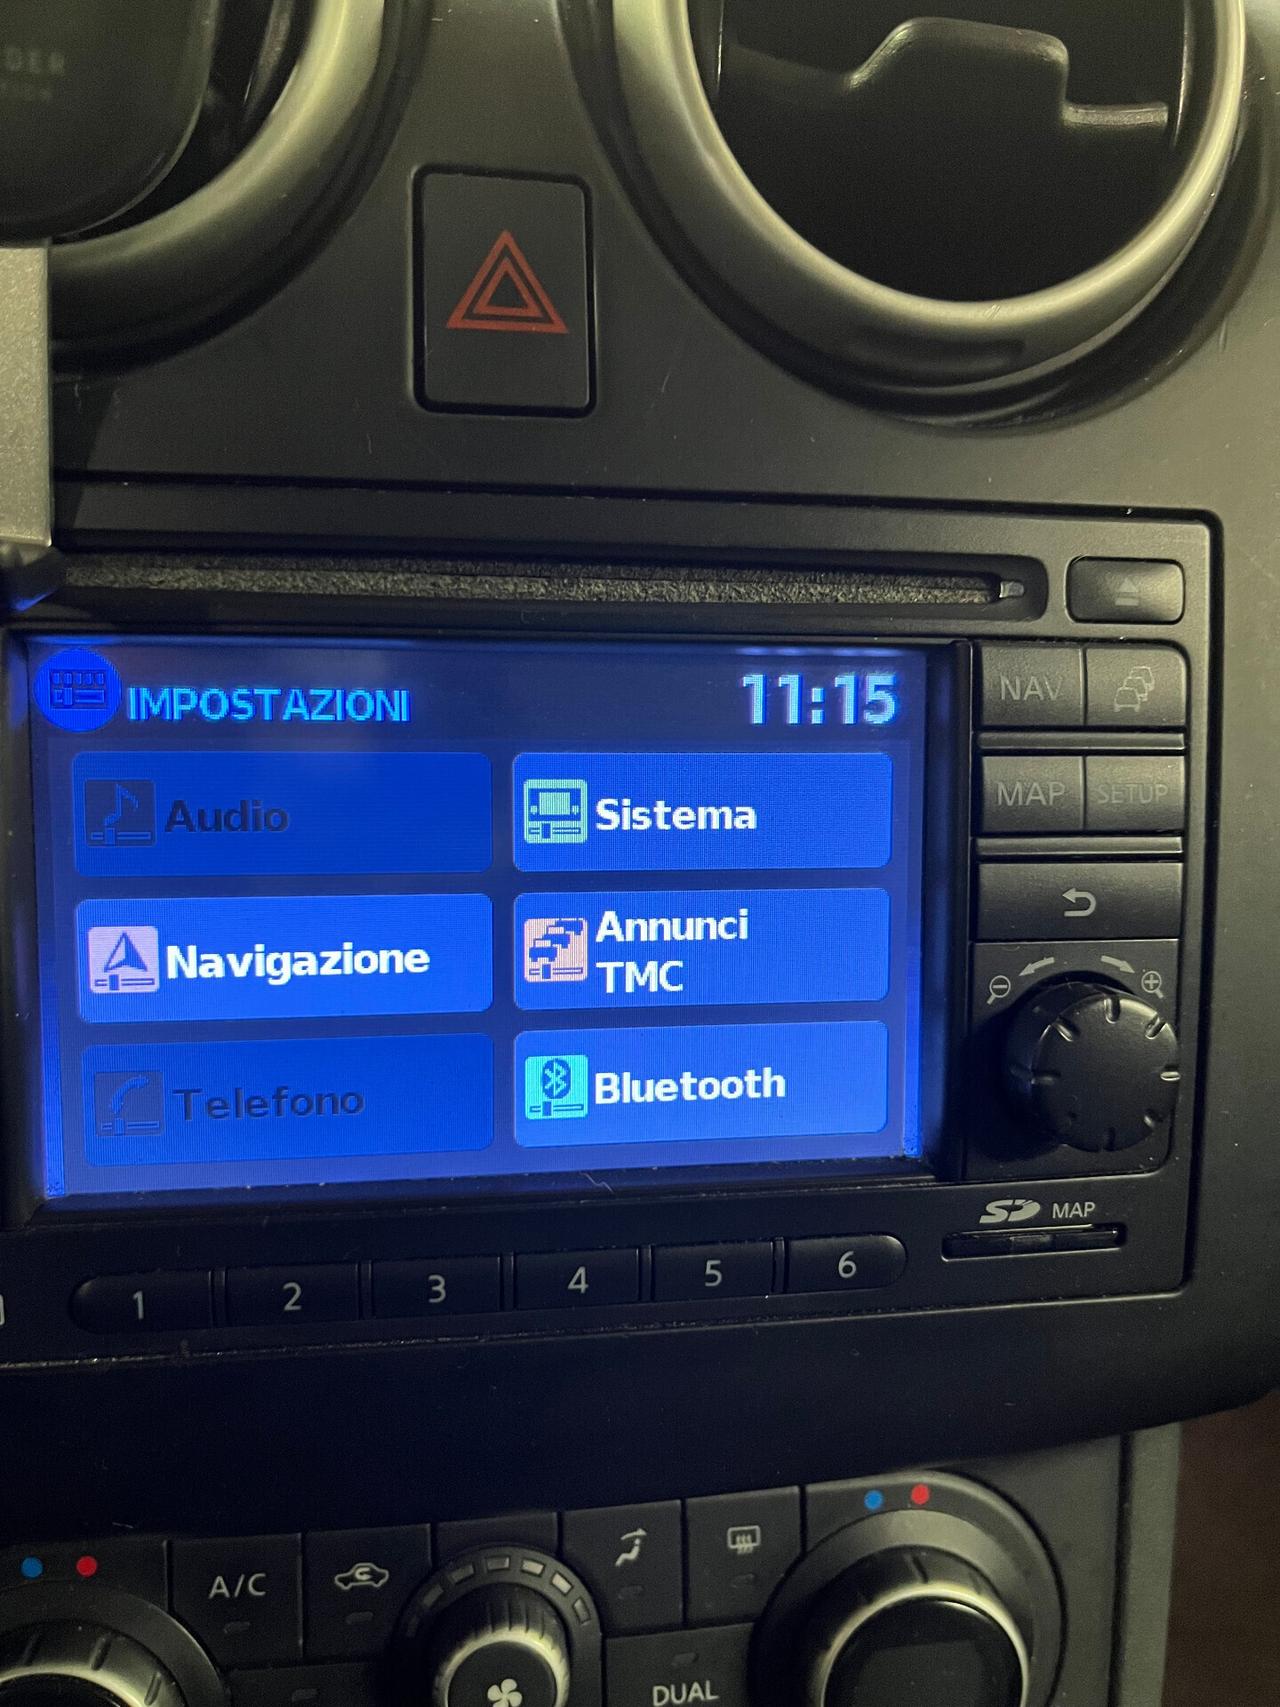 IMPOSTAZIONI
11:15
Audio
Sistema
Navigazione
Annunci
TMC
Telefono
Bluetooth
NAV
MAP
SETUP
SD MAP
1
2
3
4
5
6
A/C
DUAL